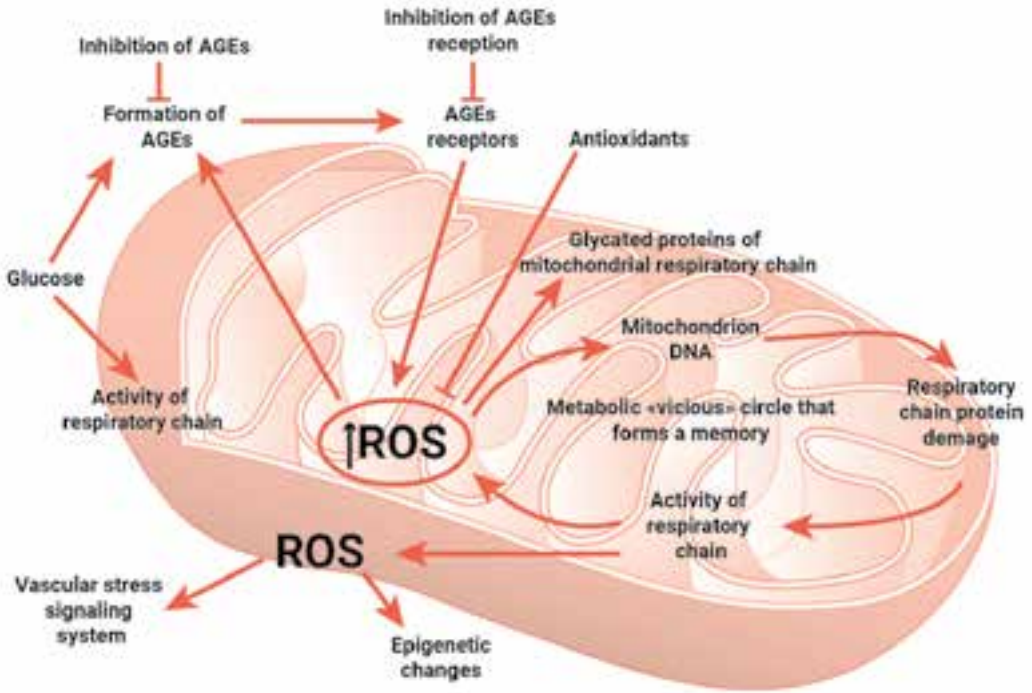 Inhibition of AGEs
reception
Inhibition of AGEs
Formation of
AGEs
AGEs
receptors
Antioxidants
Glycated proteins of
mitochondrial respiratory chain
Glucose
Mitochondrion
DNA
Activity of
respiratory chain
Metabolic «vicious» circle that
forms a memory
Respiratory
chain protein
demage
↑ROS
Activity of
respiratory
chain
ROS
Vascular stress
signaling
system
Epigenetic
changes